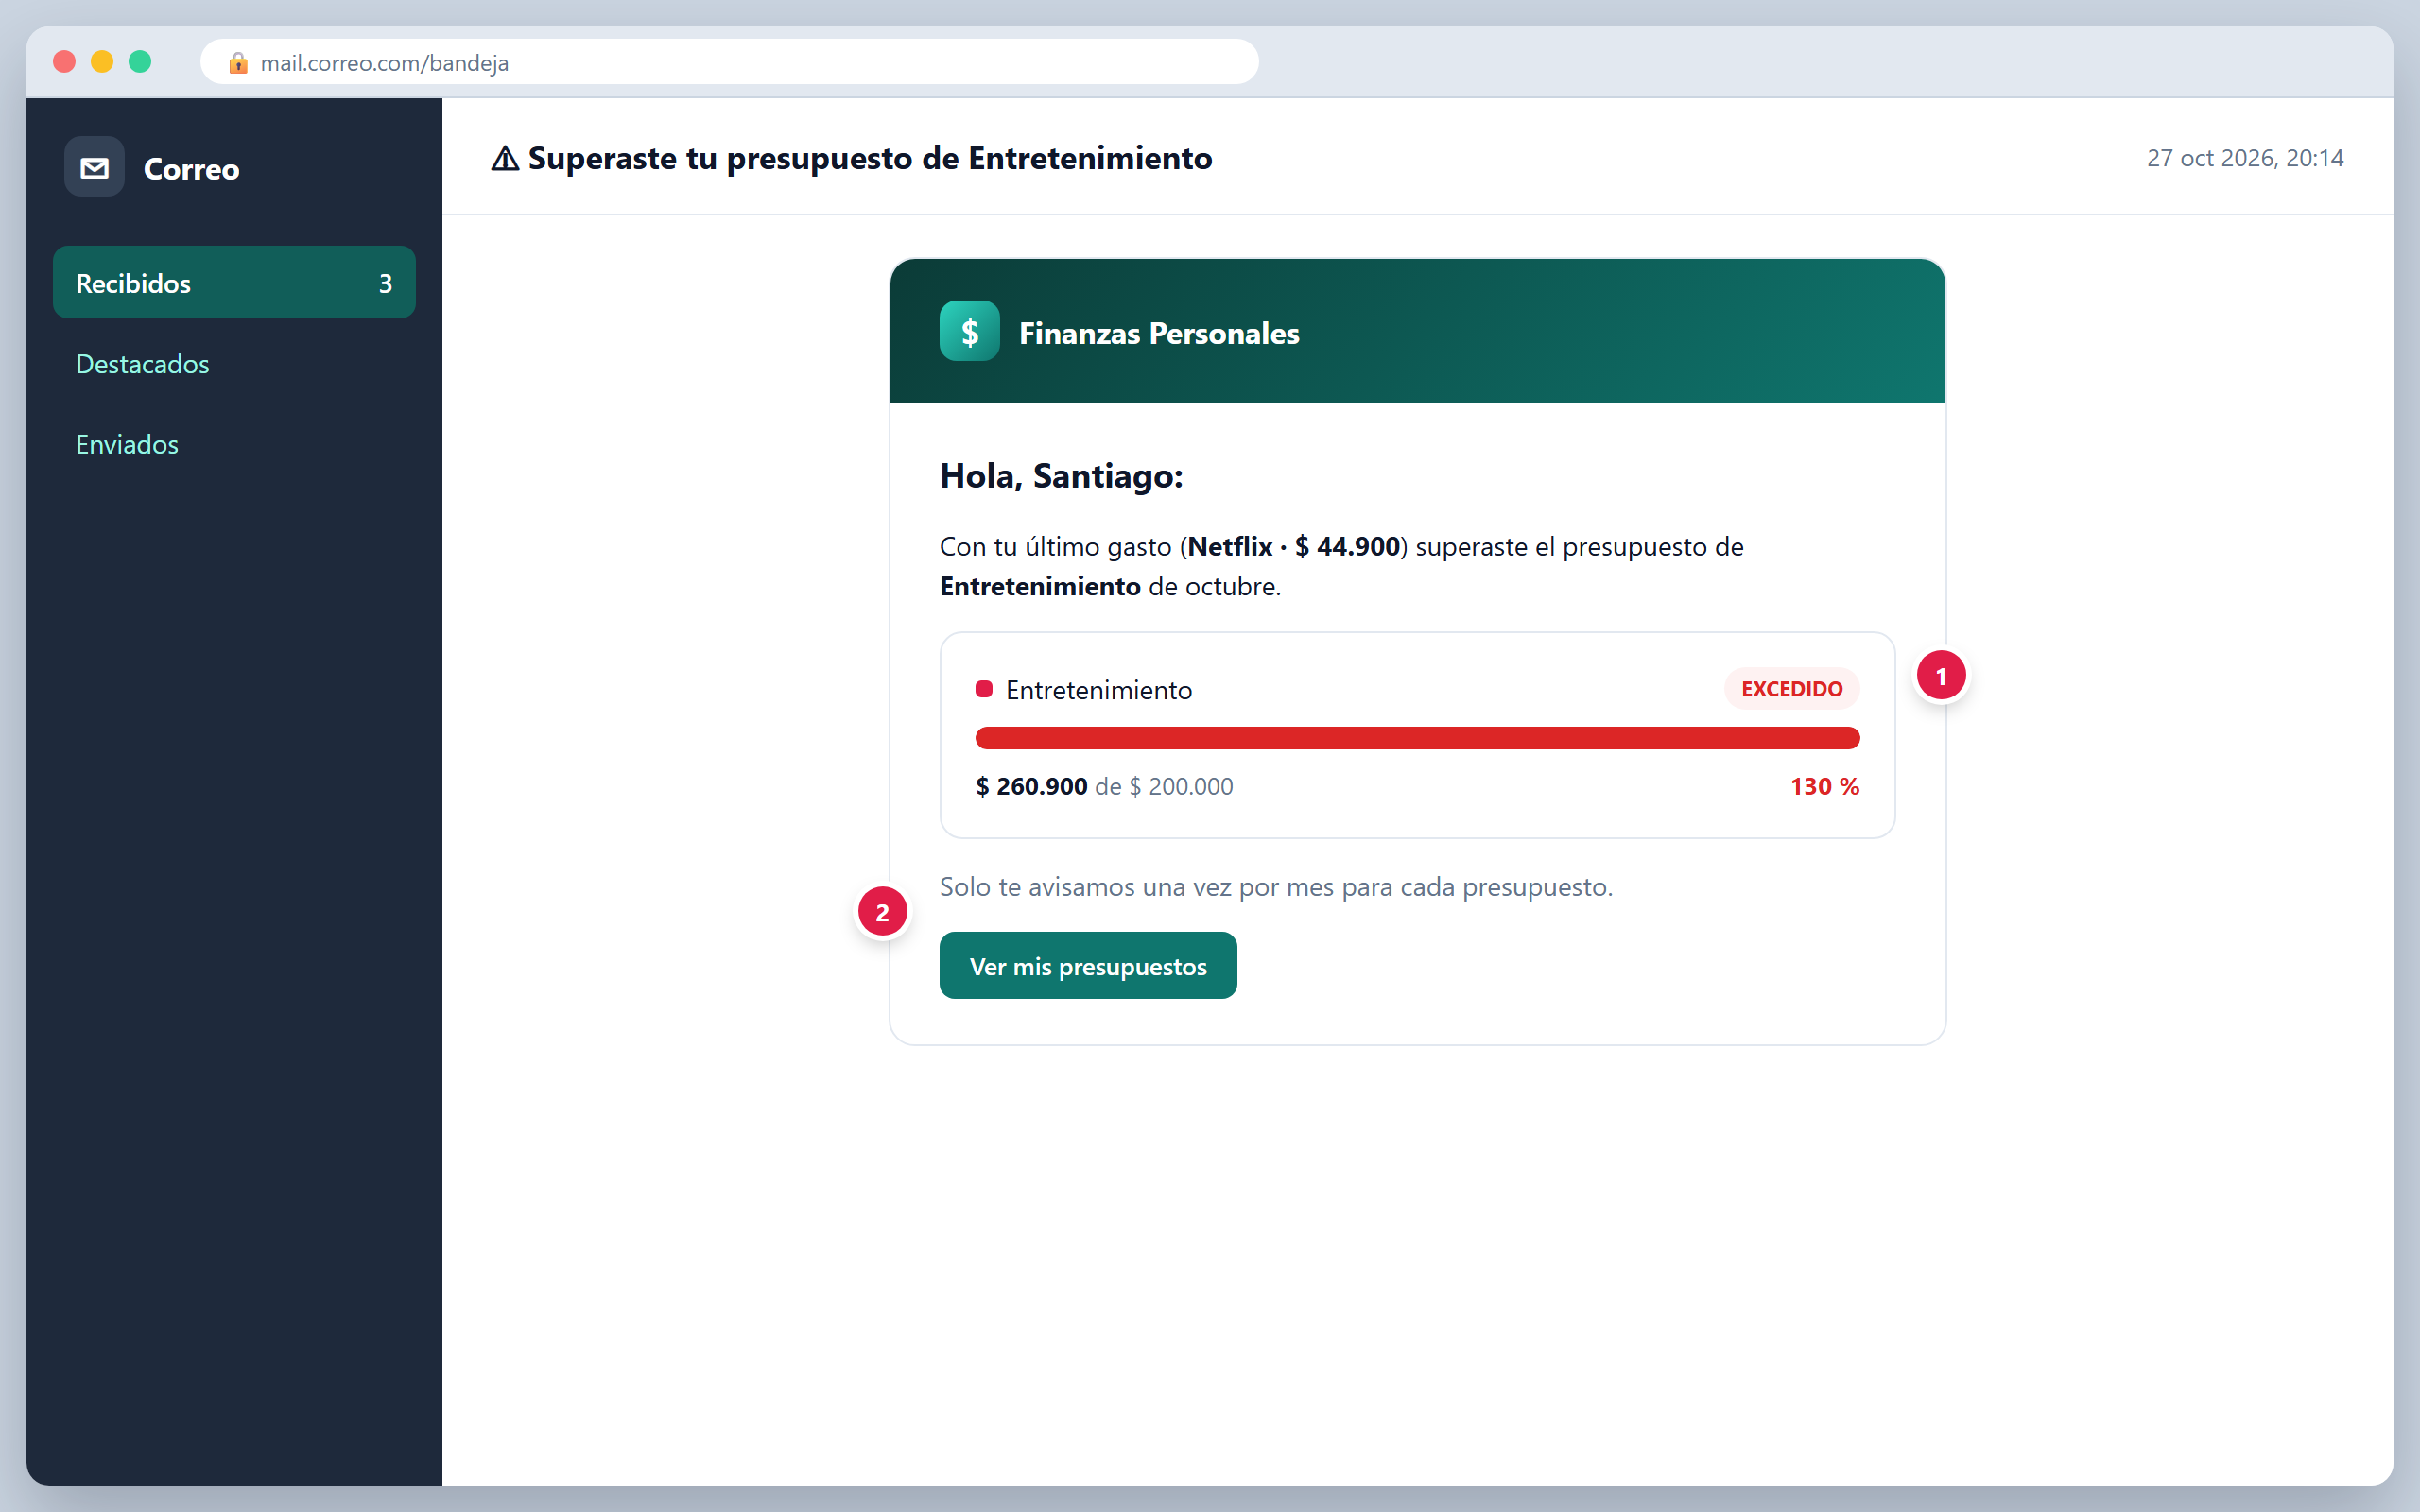 mail.correo.com/bandeja
Correo
Recibidos 3
Destacados
Enviados
⚠ Superaste tu presupuesto de Entretenimiento
27 oct 2026, 20:14
$ Finanzas Personales
Hola, Santiago:
Con tu último gasto (Netflix · $ 44.900) superaste el presupuesto de
Entretenimiento de octubre.
Entretenimiento EXCEDIDO
1
$ 260.900 de $ 200.000 130 %
Solo te avisamos una vez por mes para cada presupuesto.
2
Ver mis presupuestos